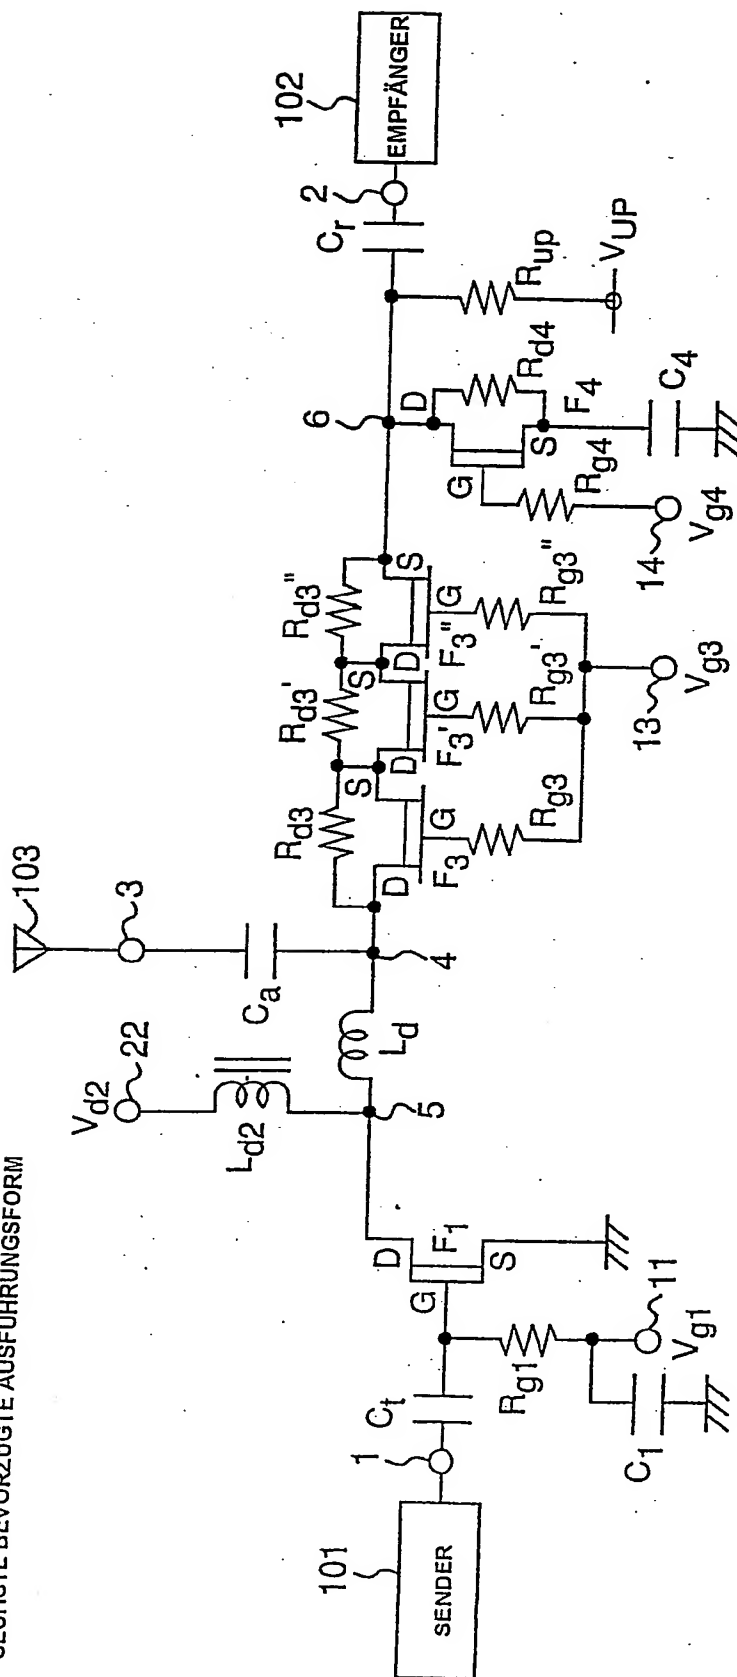 SECHSTE BEVORZUGTE AUSFÜHRUNGSFORM
101
SENDER
1
Ct
Rg1
C1
11
Vg1
G
D
S
F1
5
Vd2
22
Ld2
Ld
4
Ca
3
103
Rd3
Rd3'
Rd3"
D
S
D
S
D
S
F3
G
F3'
G
F3"
G
Rg3
Rg3'
Rg3"
13
Vg3
6
D
G
S
F4
Rd4
Rg4
14
Vg4
C4
Rup
VUP
Cr
2
102
EMPFÄNGER